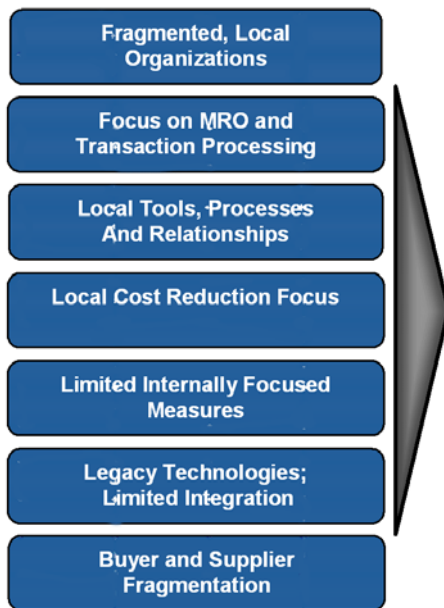 Fragmented, Local
Organizations
Focus on MRO and
Transaction Processing
Local Tools, Processes
And Relationships
Local Cost Reduction Focus
Limited Internally Focused
Measures
Legacy Technologies;
Limited Integration
Buyer and Supplier
Fragmentation